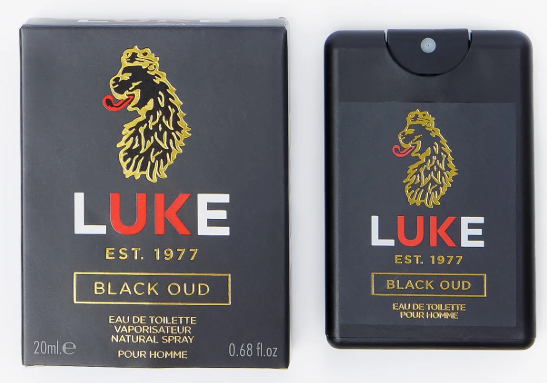 LUKE
EST. 1977
BLACK OUD
EAU DE TOILETTE
VAPORISATEUR
NATURAL SPRAY
20ml.℮ POUR HOMME 0.68 fl.oz
LUKE
EST. 1977
BLACK OUD
EAU DE TOILETTE
POUR HOMME